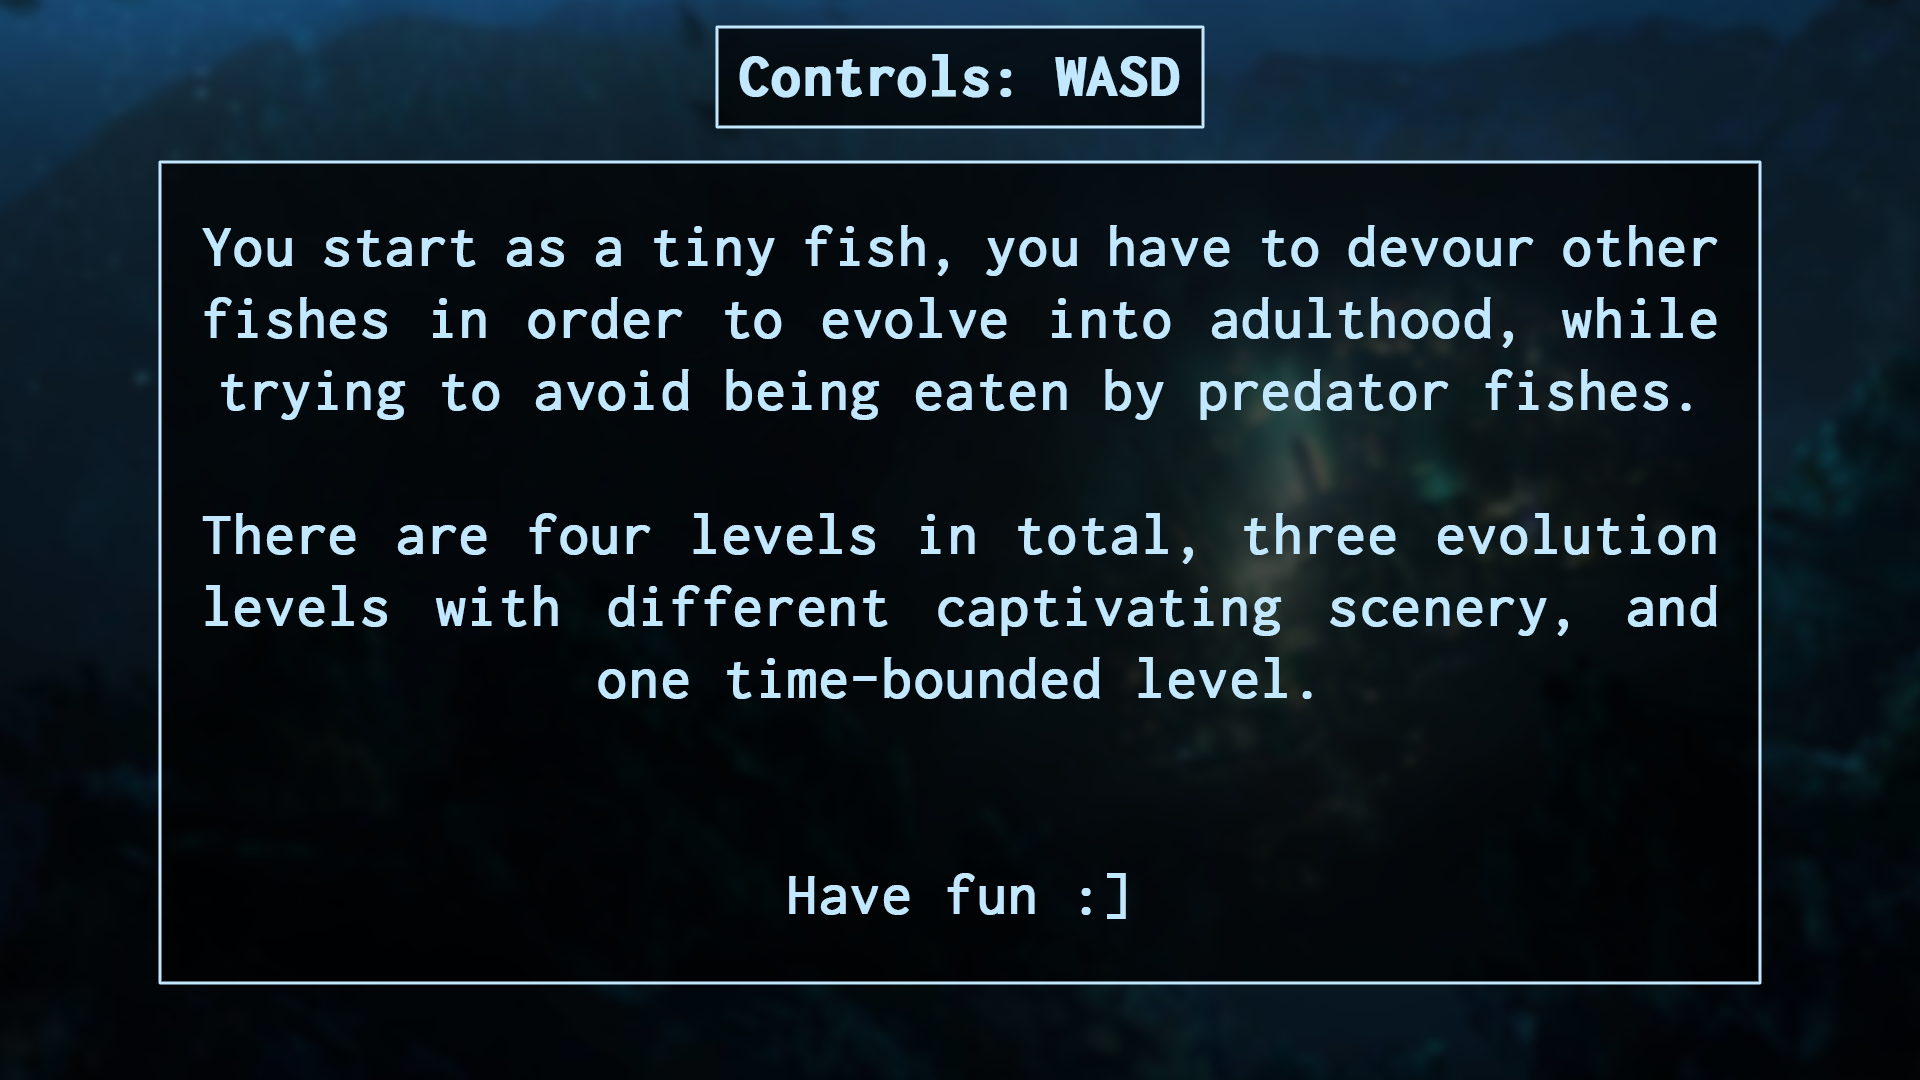 Controls: WASD
You start as a tiny fish, you have to devour other
fishes in order to evolve into adulthood, while
trying to avoid being eaten by predator fishes.
There are four levels in total, three evolution
levels with different captivating scenery, and
one time-bounded level.
Have fun :]